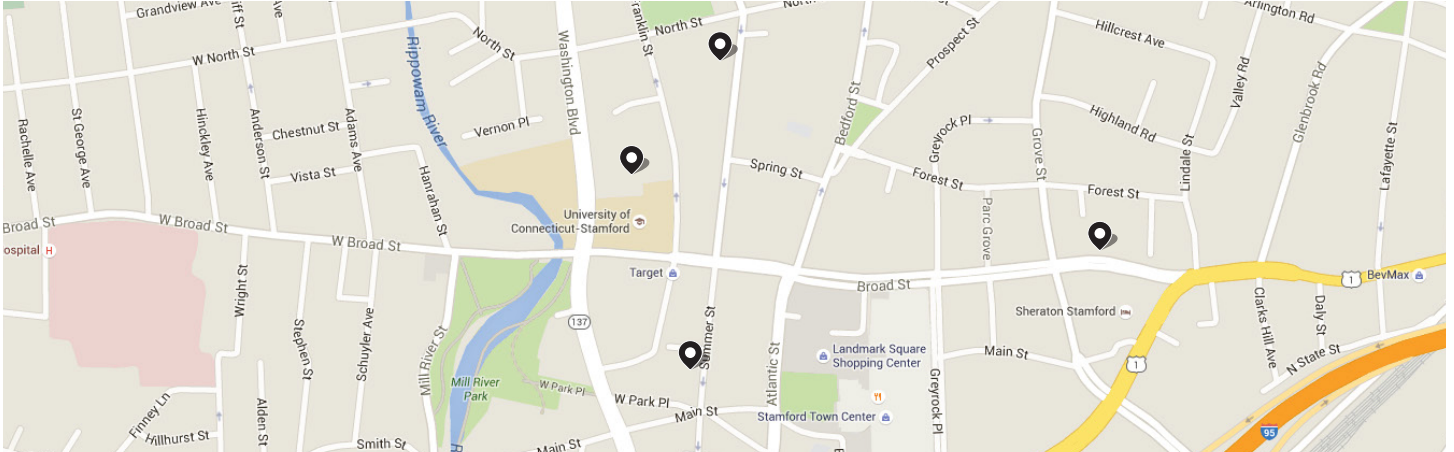 Grandview Ave
iff St
Ave
Franklin St
North St
North
Arlington Rd
Hillcrest Ave
W North St
North St
Rippowam River
Washington Blvd
Prospect St
Valley Rd
Glenbrook Rd
Rachelle Ave
St George Ave
Hinckley Ave
Anderson St
Adams Ave
Chestnut St
Vernon Pl
Bedford St
Greyrock Pl
Highland Rd
Grove St
Lindale St
Lafayette St
Vista St
Hanrahan St
Spring St
Forest St
Forest St
Parc Grove
University of
Connecticut-Stamford
Broad St
W Broad St
W Broad St
ospital H
Target
Broad St
1
BevMax
Wright St
Stephen St
Schuyler Ave
Mill River St
137
Summer St
Atlantic St
Sheraton Stamford
Clarks Hill Ave
Daly St
Landmark Square
Shopping Center
Main St
1
N State St
Mill River
Park
W Park Pl
W Park Pl
Greyrock Pl
Finney Ln
Alden St
Main St
Stamford Town Center
Hillhurst St
Smith St
Main St
R
95